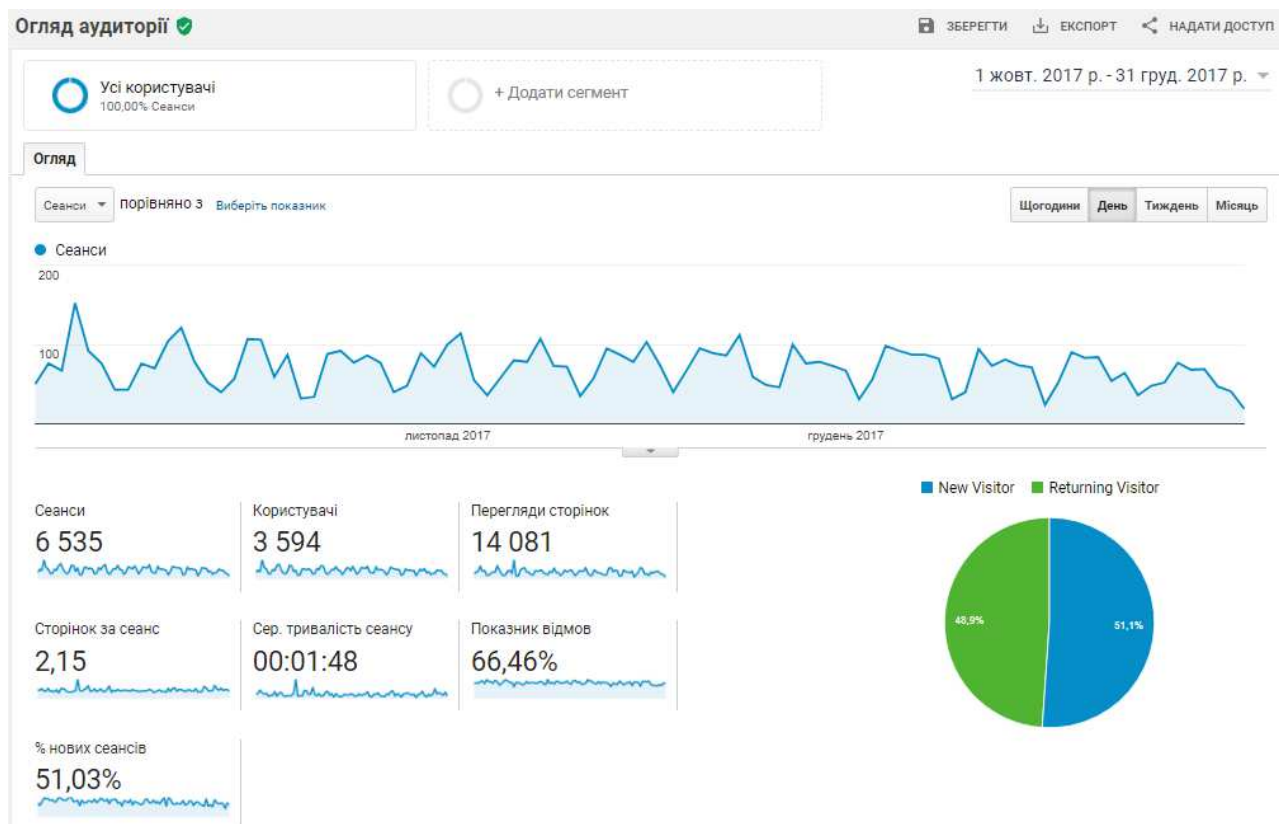 Огляд аудиторії
ЗБЕРЕГТИ
ЕКСПОРТ
НАДАТИ ДОСТУП
Усі користувачі
100,00% Сеанси
+ Додати сегмент
1 жовт. 2017 р. - 31 груд. 2017 р.
Огляд
Сеанси
порівняно з
Виберіть показник
Щогодини
День
Тиждень
Місяць
Сеанси
200
100
листопад 2017
грудень 2017
New Visitor
Returning Visitor
Сеанси
6 535
Користувачі
3 594
Перегляди сторінок
14 081
Сторінок за сеанс
2,15
Сер. тривалість сеансу
00:01:48
Показник відмов
66,46%
48,9%
51,1%
% нових сеансів
51,03%